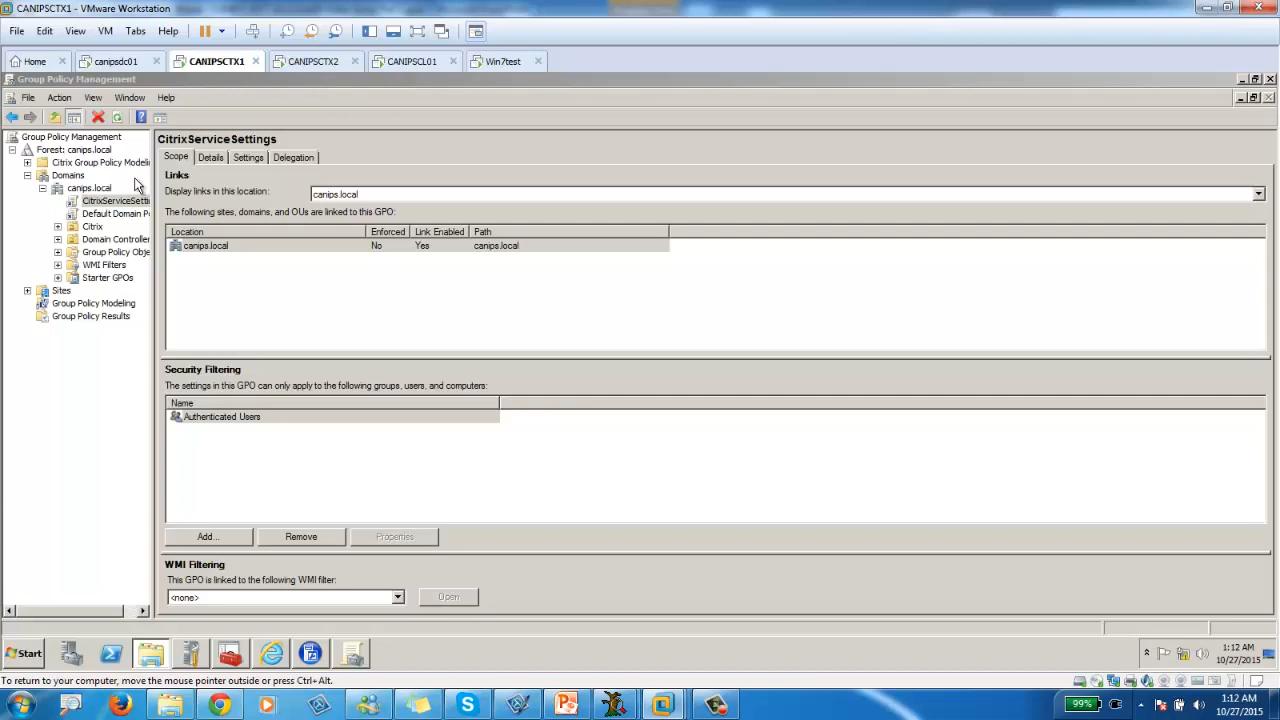 CANIPSCTX1 - VMware Workstation
File Edit View VM Tabs Help
Home canipsdc01 CANIPSCTX1 CANIPSCTX2 CANIPSCL01 Win7test
Group Policy Management
File Action View Window Help
Group Policy Management
Forest: canips.local
Citrix Group Policy Modelin
Domains
canips.local
CitrixServiceSettin
Default Domain Po
Citrix
Domain Controller
Group Policy Obje
WMI Filters
Starter GPOs
Sites
Group Policy Modeling
Group Policy Results
CitrixServiceSettings
Scope Details Settings Delegation
Links
Display links in this location: canips.local
The following sites, domains, and OUs are linked to this GPO:
Location Enforced Link Enabled Path
canips.local No Yes canips.local
Security Filtering
The settings in this GPO can only apply to the following groups, users, and computers:
Name
Authenticated Users
Add... Remove Properties
WMI Filtering
This GPO is linked to the following WMI filter:
<none> Open
Start
1:12 AM
10/27/2015
To return to your computer, move the mouse pointer outside or press Ctrl+Alt.
99%
1:12 AM
10/27/2015